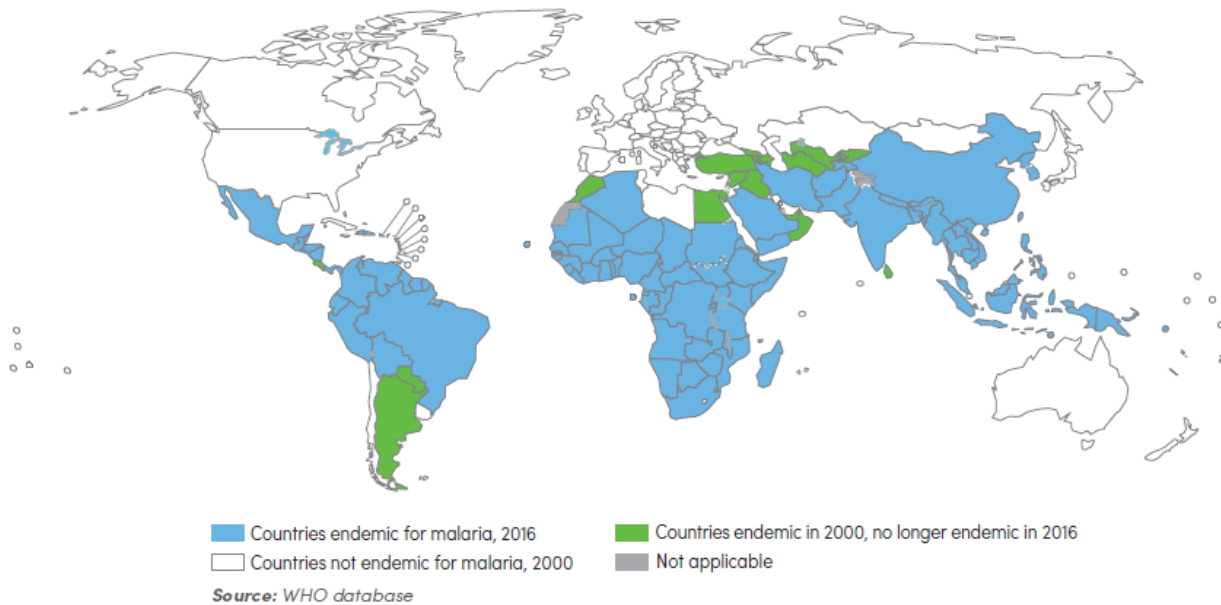 Countries endemic for malaria, 2016
Countries endemic in 2000, no longer endemic in 2016
Countries not endemic for malaria, 2000
Not applicable
Source: WHO database